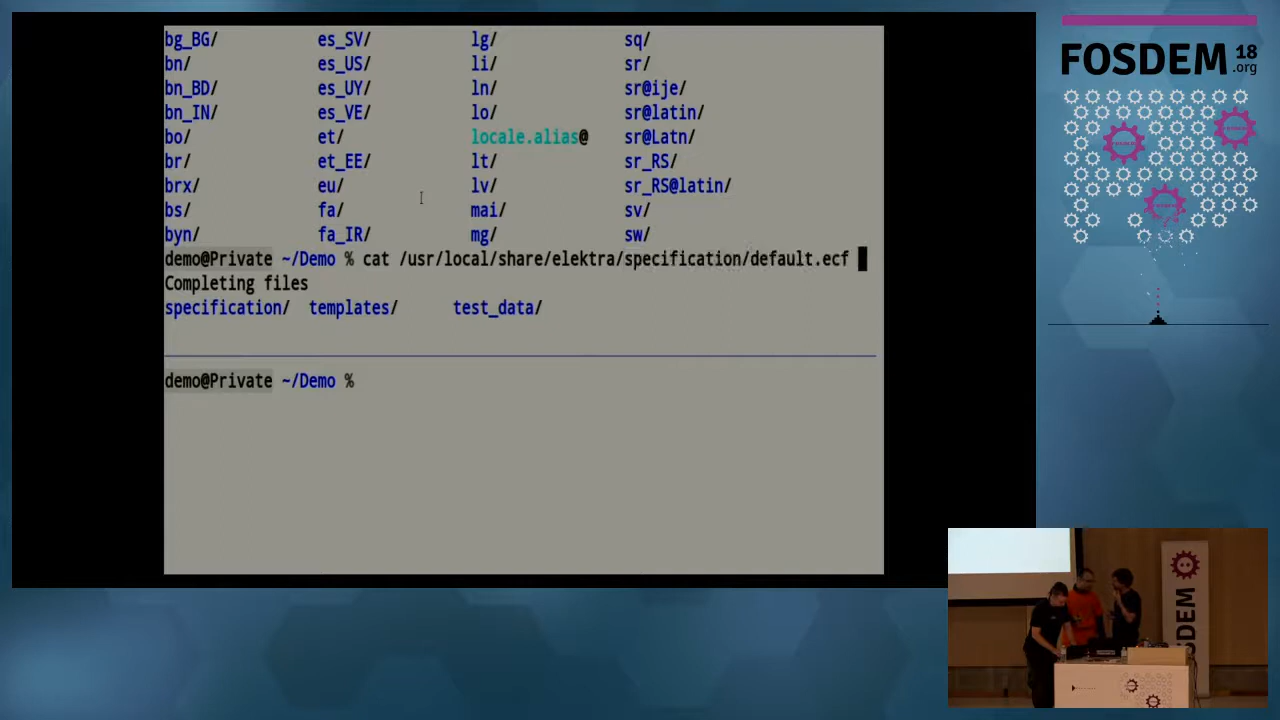 bg_BG/ es_SV/ lg/ sq/
bn/ es_US/ li/ sr/
bn_BD/ es_UY/ ln/ sr@ije/
bn_IN/ es_VE/ lo/ sr@latin/
bo/ et/ locale.alias@ sr@Latn/
br/ et_EE/ lt/ sr_RS/
brx/ eu/ lv/ sr_RS@latin/
bs/ fa/ mai/ sv/
byn/ fa_IR/ mg/ sw/
demo@Private ~/Demo % cat /usr/local/share/elektra/specification/default.ecf
Completing files
specification/ templates/ test_data/
demo@Private ~/Demo %
FOSDEM 18
.org
SDEM